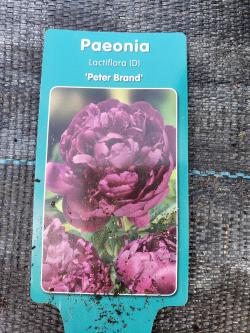 Paeonia
Lactiflora (D)
'Peter Brand'